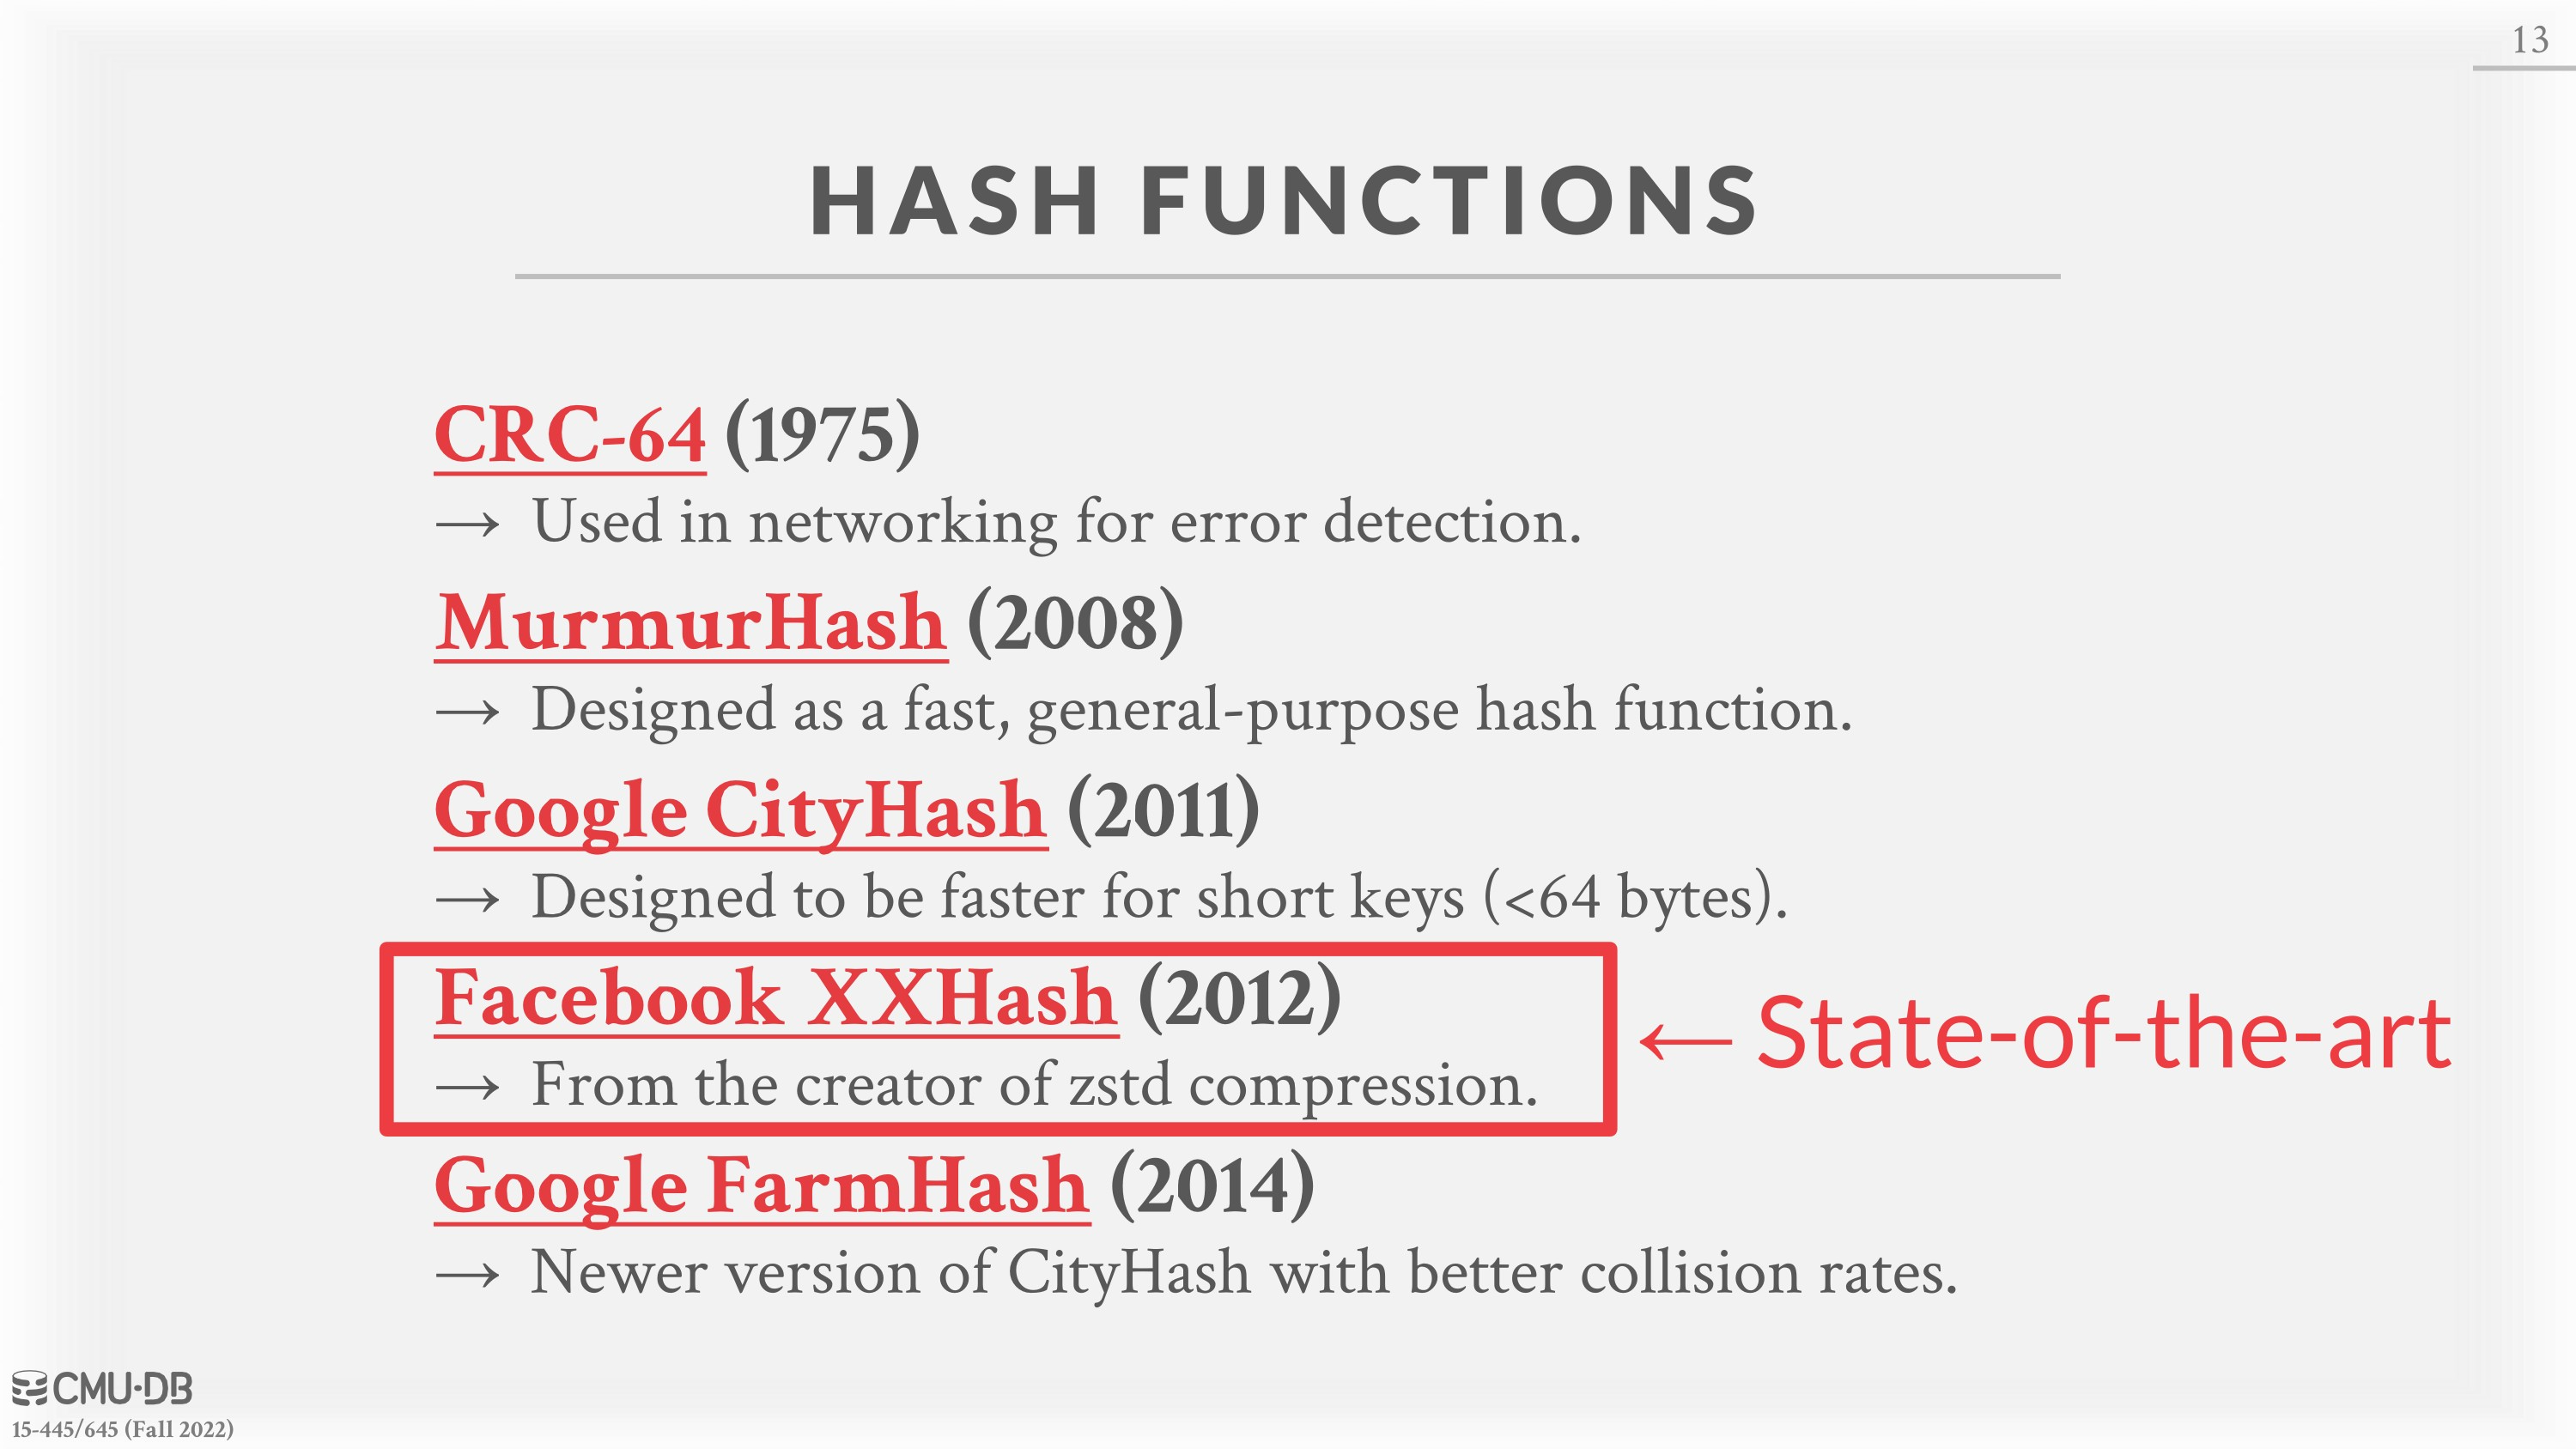 13
HASH FUNCTIONS
CRC-64 (1975)
→ Used in networking for error detection.
MurmurHash (2008)
→ Designed as a fast, general-purpose hash function.
Google CityHash (2011)
→ Designed to be faster for short keys (<64 bytes).
Facebook XXHash (2012)
→ From the creator of zstd compression.
← State-of-the-art
Google FarmHash (2014)
→ Newer version of CityHash with better collision rates.
CMU·DB
15-445/645 (Fall 2022)